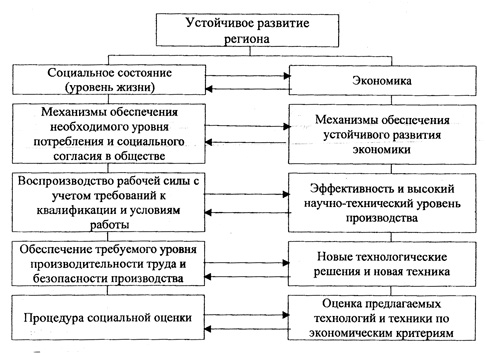 Устойчивое развитие
региона
Социальное состояние
(уровень жизни)
Экономика
Механизмы обеспечения
необходимого уровня
потребления и социального
согласия в обществе
Механизмы обеспечения
устойчивого развития
экономики
Воспроизводство рабочей силы с
учетом требований к
квалификации и условиям
работы
Эффективность и высокий
научно-технический уровень
производства
Обеспечение требуемого уровня
производительности труда и
безопасности производства
Новые технологические
решения и новая техника
Процедура социальной оценки
Оценка предлагаемых
технологий и техники по
экономическим критериям